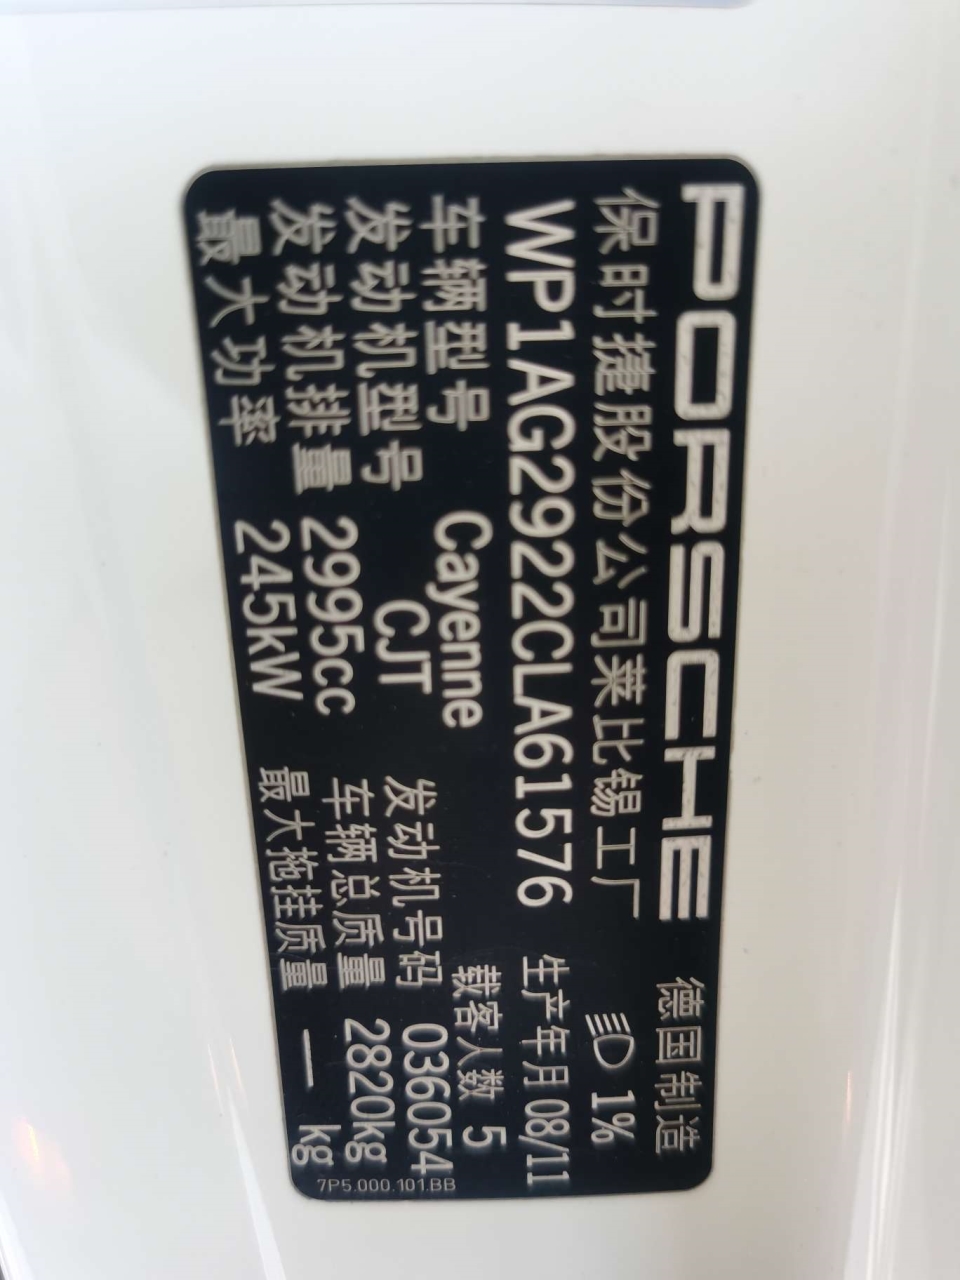 PORSCHE 德国制造
保时捷股份公司莱比锡工厂 1%
WP1AG2922CLA61576 生产年月 08/11
车辆型号 Cayenne 载客人数 5
发动机型号 CJT 发动机号码 036054
发动机排量 2995cc 车辆总质量 2820kg
最大功率 245kW 最大拖挂质量 — kg
7P5.000.101.BB